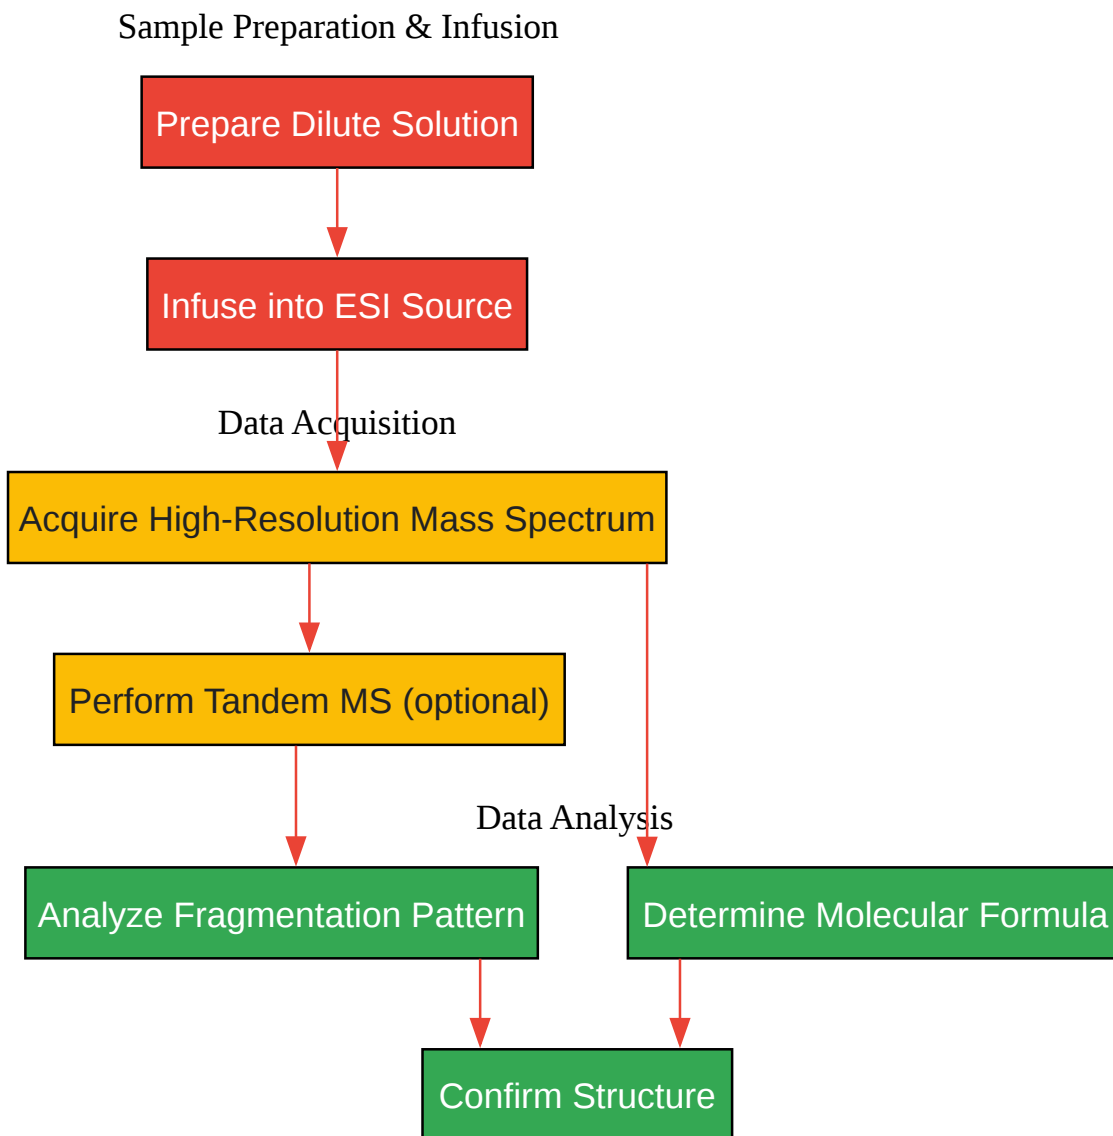 Sample Preparation & Infusion
Prepare Dilute Solution
Infuse into ESI Source
Data Acquisition
Acquire High-Resolution Mass Spectrum
Perform Tandem MS (optional)
Data Analysis
Analyze Fragmentation Pattern
Determine Molecular Formula
Confirm Structure